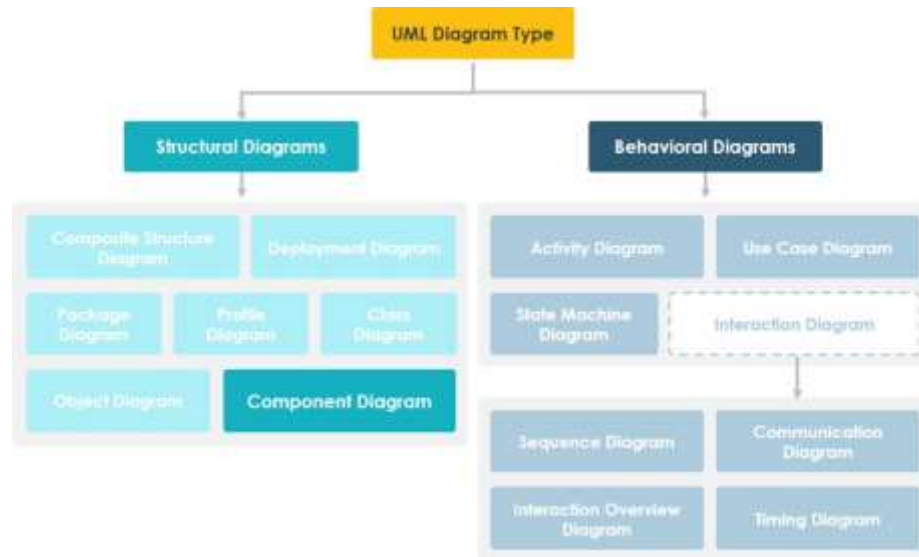 UML Diagram Type
Structural Diagrams
Behavioral Diagrams
Composite Structure
Diagram
Deployment Diagram
Activity Diagram
Use Case Diagram
Package
Diagram
Profile
Diagram
Class
Diagram
State Machine
Diagram
Interaction Diagram
Object Diagram
Component Diagram
Sequence Diagram
Communication
Diagram
Interaction Overview
Diagram
Timing Diagram